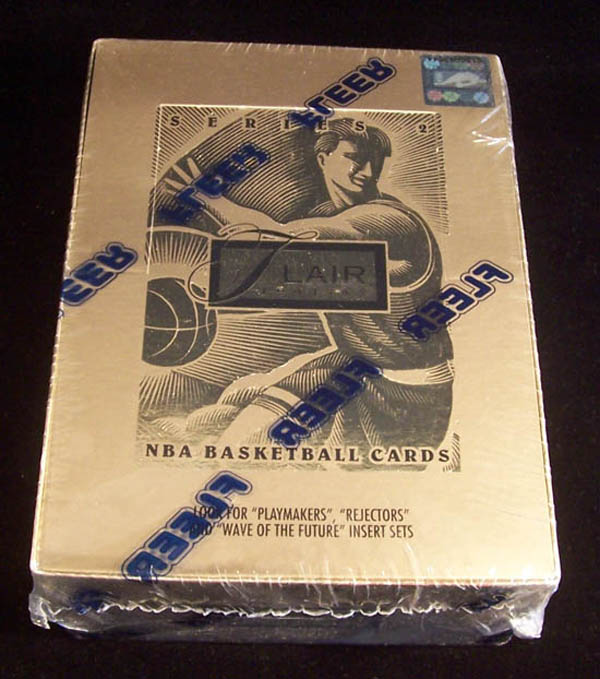 FLEER
SERIES 2
FLEER
FLEER
FLAIR
FLEER
FLEER
NBA BASKETBALL CARDS
LOOK FOR "PLAYMAKERS", "REJECTORS"
AND "WAVE OF THE FUTURE" INSERT SETS
FLEER